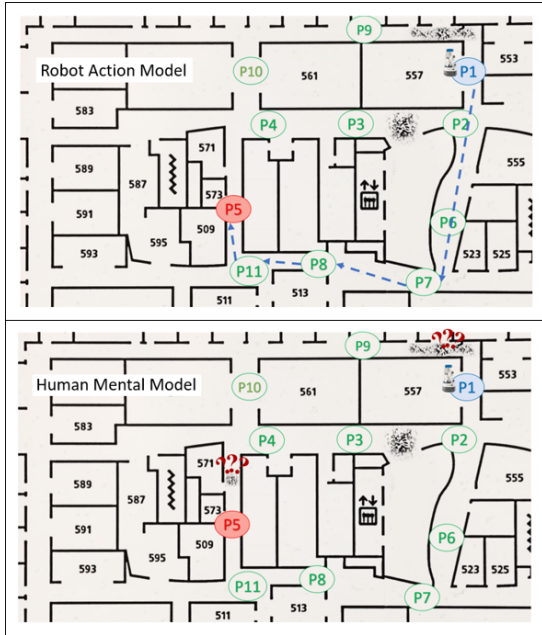 P9
553
Robot Action Model
P10
561
557
P1
583
P4
P3
P2
571
555
589
587
573
591
P5
P6
595
509
593
523
525
P11
P8
P7
511
513
P9
???
553
Human Mental Model
P10
561
557
P1
583
P4
P3
P2
571
???
555
589
587
573
591
P5
P6
595
509
593
523
525
P11
P8
P7
511
513